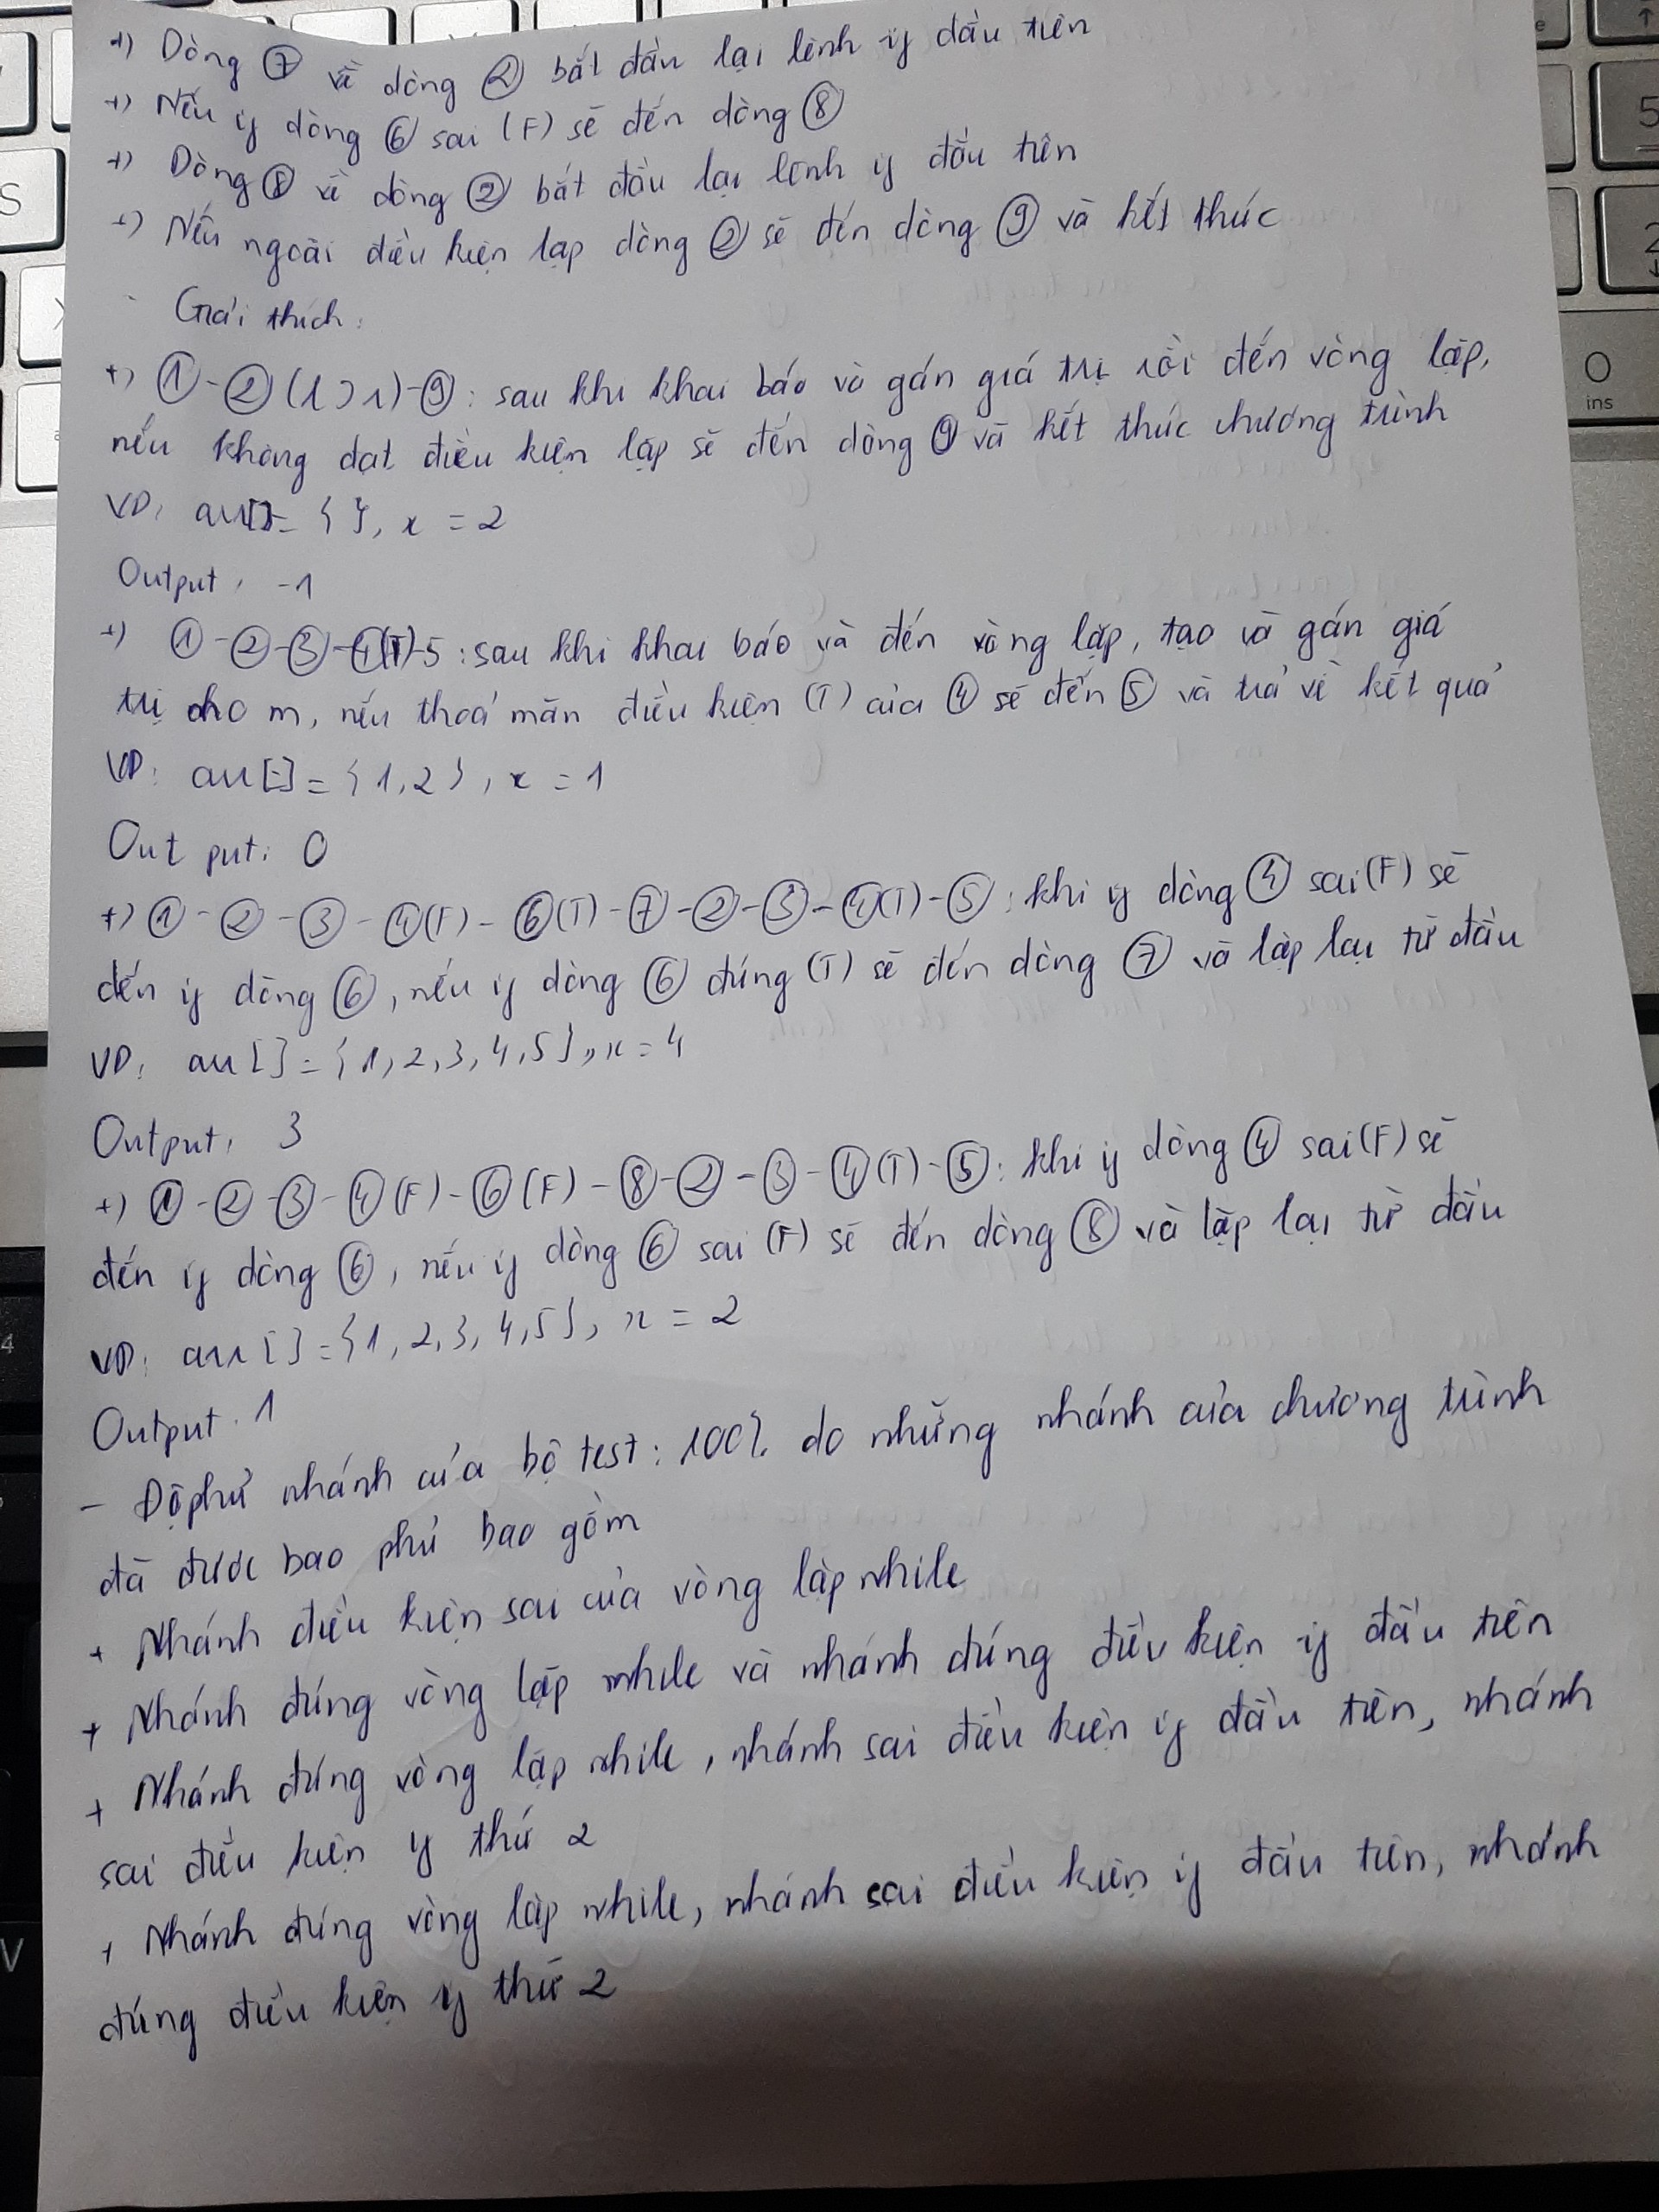 +) Dòng ⑦ về dòng ② bắt đầu lại lệnh if đầu tiên
+) Nếu if dòng ⑥ sai (F) sẽ đến dòng ⑧
+) Dòng ⑧ về dòng ② bắt đầu lại lệnh if đầu tiên
+) Nếu ngoài điều kiện lặp dòng ② sẽ đến dòng ⑨ và kết thúc
- Giải thích:
+) ① - ② (l > r) - ⑨: sau khi khai báo và gán giá trị rồi đến vòng lặp,
nếu không đạt điều kiện lặp sẽ đến dòng ⑨ và kết thúc chương trình
VD: arr[] = { }, x = 2
Output: -1
+) ① - ② - ③ - ④(T) - 5: sau khi khai báo và đến vòng lặp, tạo và gán giá
trị cho m, nếu thoả mãn điều kiện (T) của ④ sẽ đến ⑤ và trả về kết quả
VD: arr[] = {1, 2}, x = 1
Output: 0
+) ① - ② - ③ - ④(F) - ⑥(T) - ⑦ - ② - ③ - ④(T) - ⑤: khi if dòng ④ sai (F) sẽ
đến if dòng ⑥, nếu if dòng ⑥ đúng (T) sẽ đến dòng ⑦ và lặp lại từ đầu
VD: arr[] = {1, 2, 3, 4, 5}, x = 4
Output: 3
+) ① - ② - ③ - ④(F) - ⑥(F) - ⑧ - ② - ③ - ④(T) - ⑤: khi if dòng ④ sai (F) sẽ
đến if dòng ⑥, nếu if dòng ⑥ sai (F) sẽ đến dòng ⑧ và lặp lại từ đầu
VD: arr[] = {1, 2, 3, 4, 5}, x = 2
Output: 1
- Độ phủ nhánh của bộ test: 100% do những nhánh của chương trình
đã được bao phủ bao gồm
+ Nhánh điều kiện sai của vòng lặp while
+ Nhánh đúng vòng lặp while và nhánh đúng điều kiện if đầu tiên
+ Nhánh đúng vòng lặp while, nhánh sai điều kiện if đầu tiên, nhánh
sai điều kiện if thứ 2
+ Nhánh đúng vòng lặp while, nhánh sai điều kiện if đầu tiên, nhánh
đúng điều kiện if thứ 2
S
V
4
5
2
0
ins